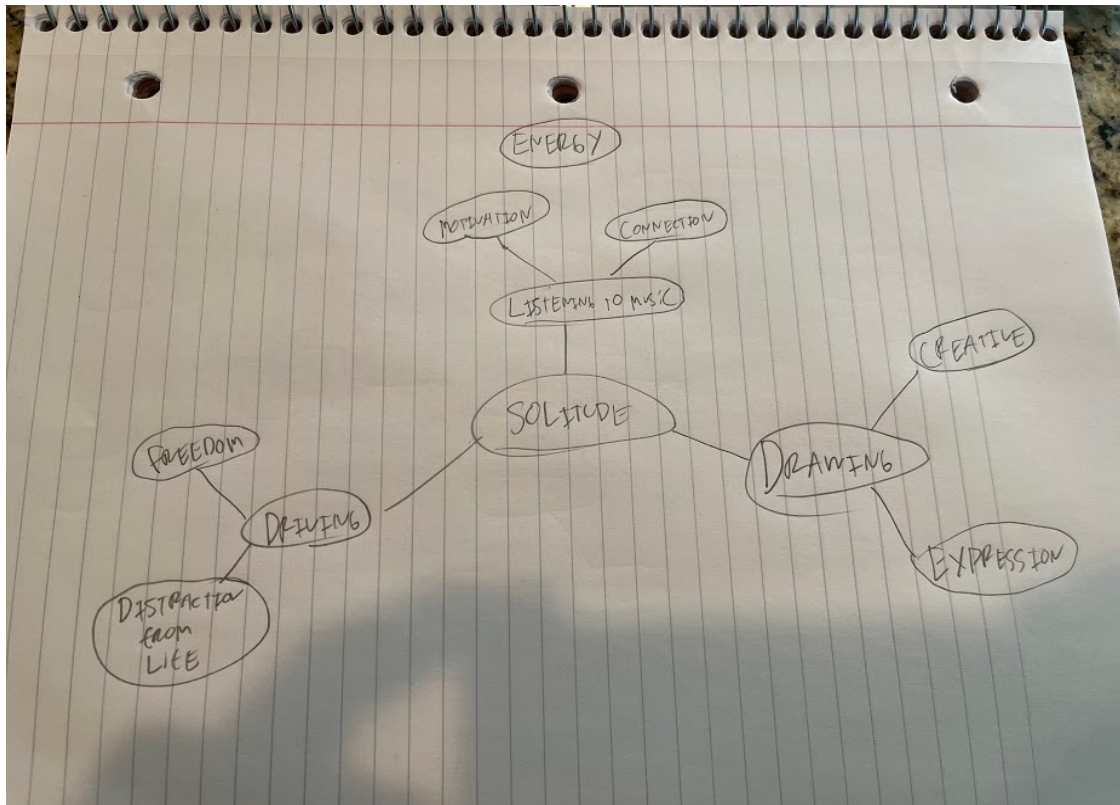 ENERGY
MOTIVATION
CONNECTION
LISTENING TO MUSIC
CREATIVE
SOLITUDE
FREEDOM
DRAWING
DRIVING
EXPRESSION
DISTRACTION
FROM
LIFE